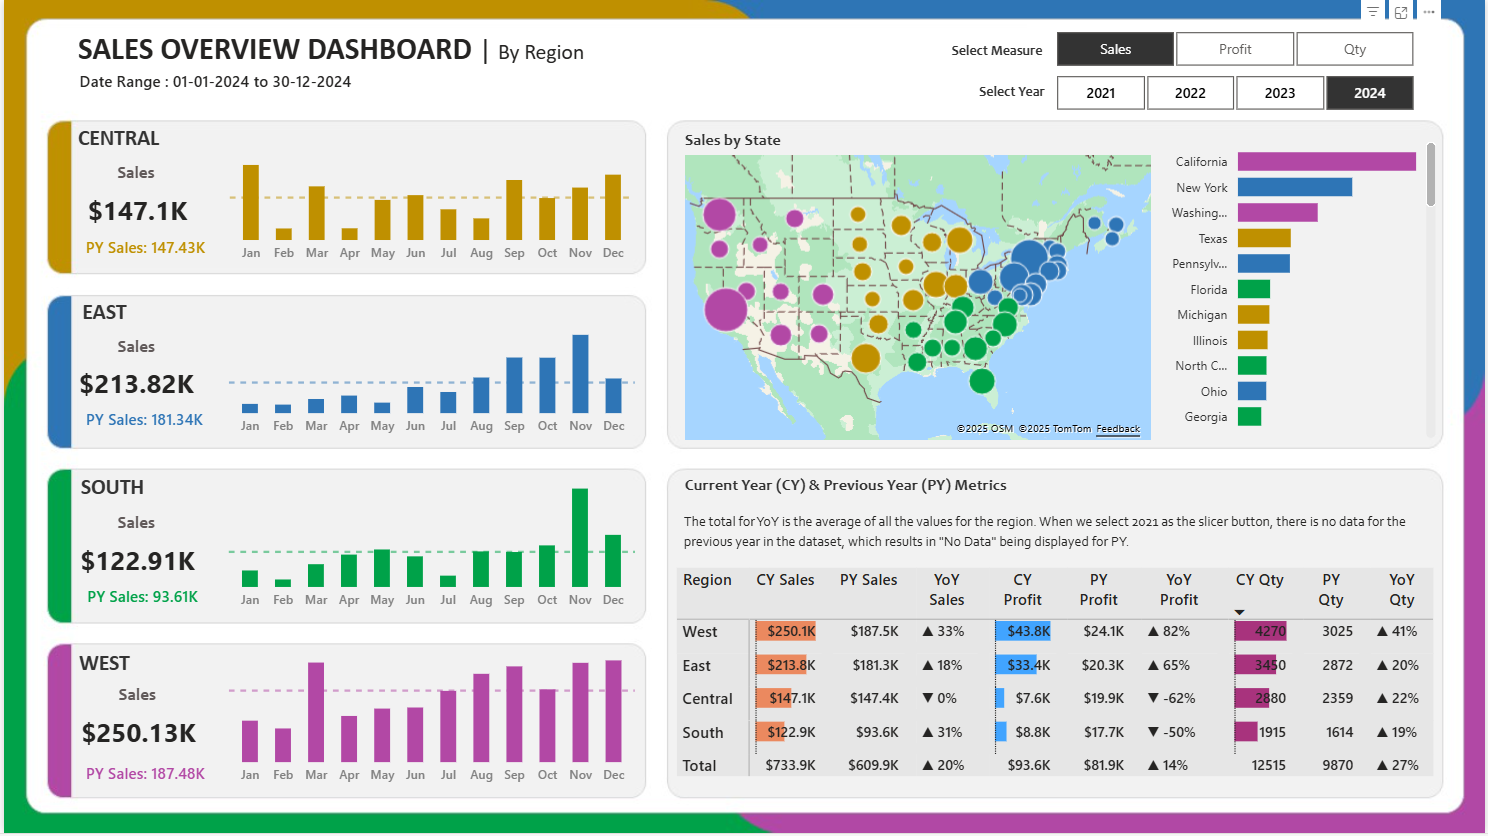 SALES OVERVIEW DASHBOARD | By Region
Date Range : 01-01-2024 to 30-12-2024
Select Measure
Sales
Profit
Qty
Select Year
2021
2022
2023
2024
CENTRAL
Sales
$147.1K
PY Sales: 147.43K
Jan Feb Mar Apr May Jun Jul Aug Sep Oct Nov Dec
EAST
Sales
$213.82K
PY Sales: 181.34K
Jan Feb Mar Apr May Jun Jul Aug Sep Oct Nov Dec
SOUTH
Sales
$122.91K
PY Sales: 93.61K
Jan Feb Mar Apr May Jun Jul Aug Sep Oct Nov Dec
WEST
Sales
$250.13K
PY Sales: 187.48K
Jan Feb Mar Apr May Jun Jul Aug Sep Oct Nov Dec
Sales by State
©2025 OSM ©2025 TomTom Feedback
California
New York
Washing...
Texas
Pennsylv...
Florida
Michigan
Illinois
North C...
Ohio
Georgia
Current Year (CY) & Previous Year (PY) Metrics
The total for YoY is the average of all the values for the region. When we select 2021 as the slicer button, there is no data for the
previous year in the dataset, which results in "No Data" being displayed for PY.
Region CY Sales PY Sales YoY Sales CY Profit PY Profit YoY Profit CY Qty PY Qty YoY Qty
West $250.1K $187.5K ▲ 33% $43.8K $24.1K ▲ 82% 4270 3025 ▲ 41%
East $213.8K $181.3K ▲ 18% $33.4K $20.3K ▲ 65% 3450 2872 ▲ 20%
Central $147.1K $147.4K ▼ 0% $7.6K $19.9K ▼ -62% 2880 2359 ▲ 22%
South $122.9K $93.6K ▲ 31% $8.8K $17.7K ▼ -50% 1915 1614 ▲ 19%
Total $733.9K $609.9K ▲ 20% $93.6K $81.9K ▲ 14% 12515 9870 ▲ 27%